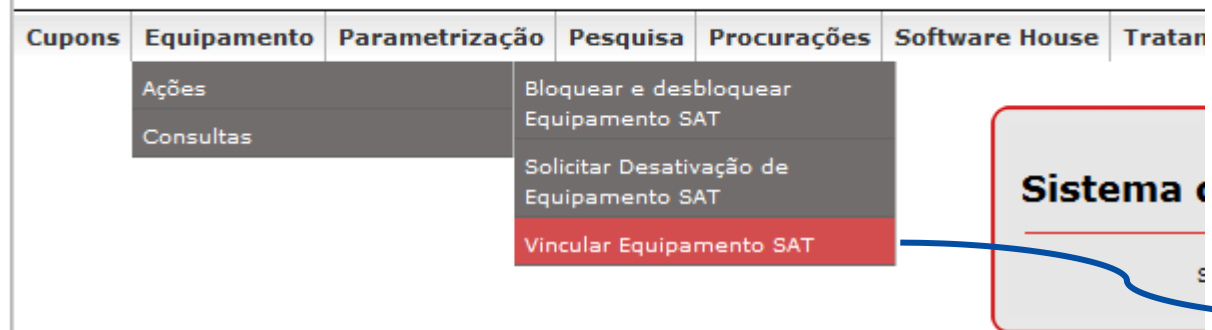 Cupons Equipamento Parametrização Pesquisa Procurações Software House
Ações
Consultas
Bloquear e desbloquear
Equipamento SAT
Solicitar Desativação de
Equipamento SAT
Vincular Equipamento SAT
Sistema